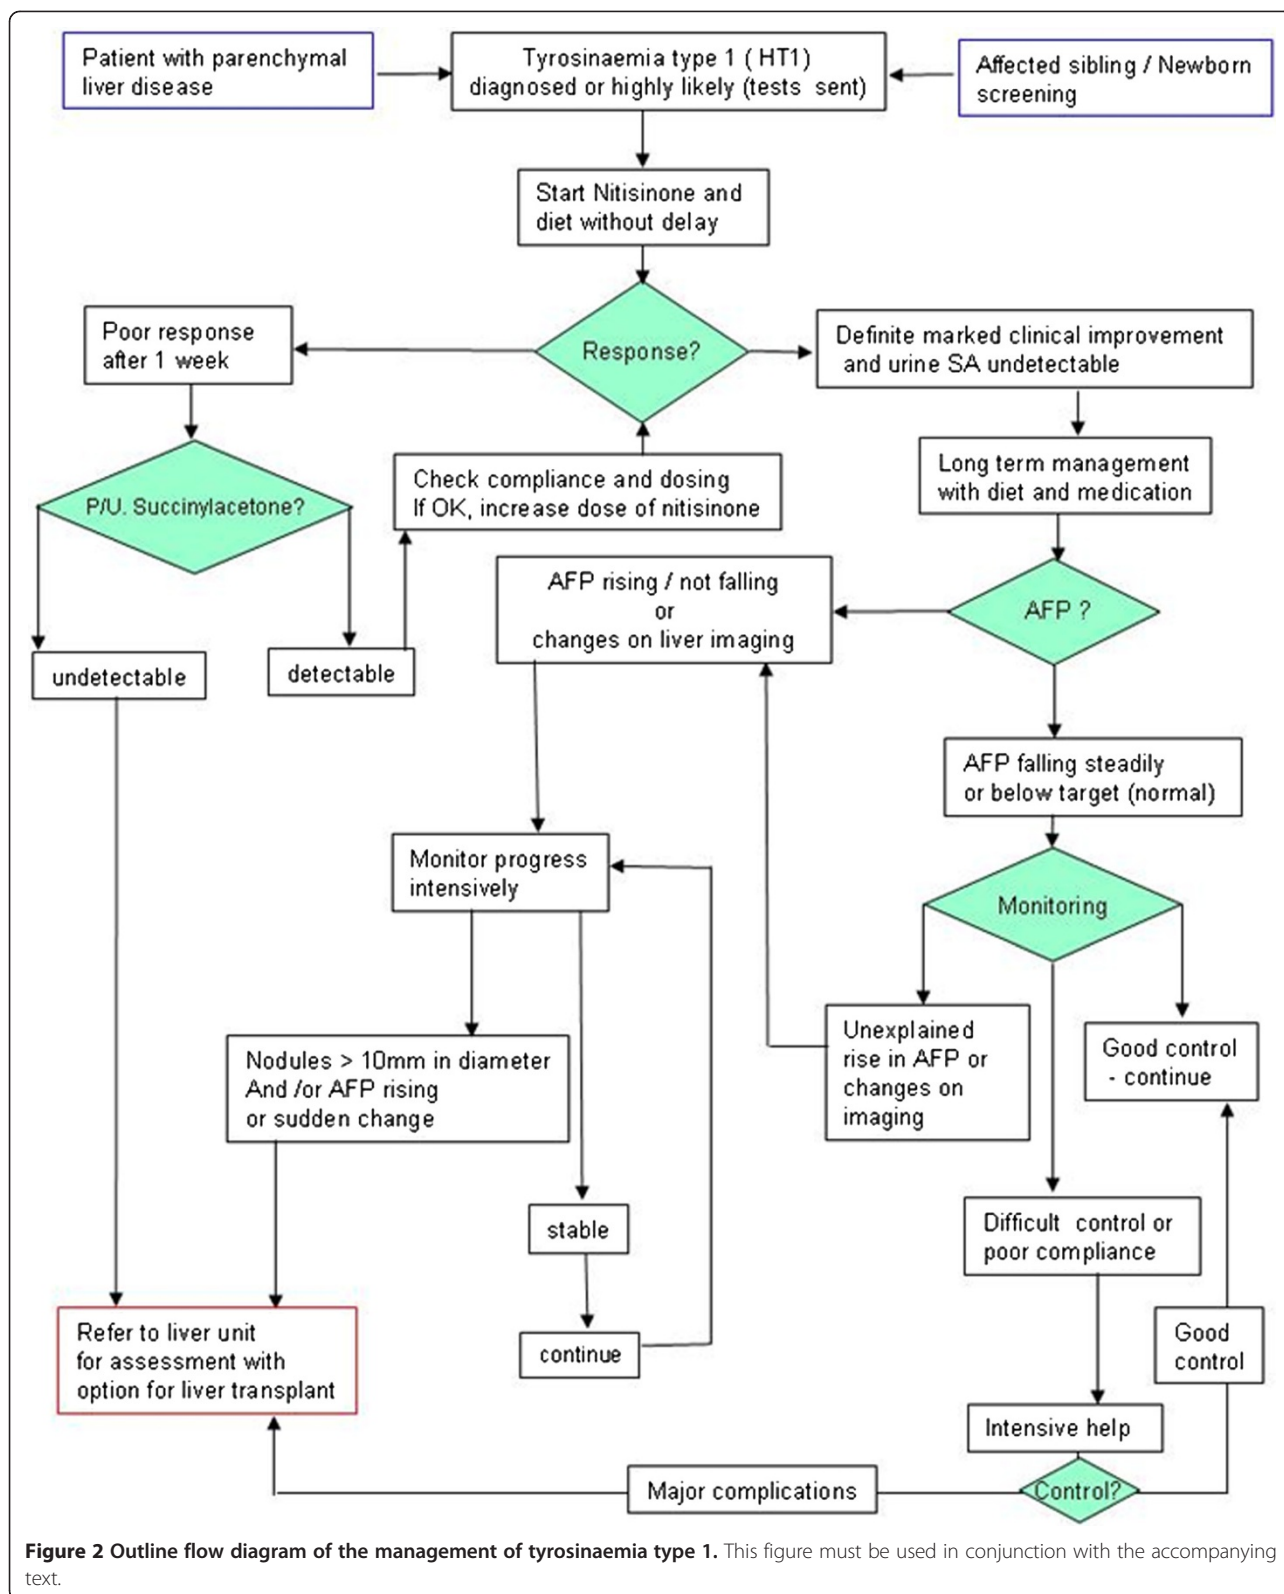 Patient with parenchymal
liver disease
Tyrosinaemia type 1 ( HT1)
diagnosed or highly likely (tests sent)
Affected sibling / Newborn
screening
Start Nitisinone and
diet without delay
Response?
Poor response
after 1 week
Definite marked clinical improvement
and urine SA undetectable
P/U. Succinylacetone?
Check compliance and dosing
If OK, increase dose of nitisinone
Long term management
with diet and medication
undetectable
detectable
AFP rising / not falling
or
changes on liver imaging
AFP ?
AFP falling steadily
or below target (normal)
Monitor progress
intensively
Monitoring
Nodules > 10mm in diameter
And /or AFP rising
or sudden change
Unexplained
rise in AFP or
changes on
imaging
Good control
- continue
stable
Difficult control or
poor compliance
continue
Refer to liver unit
for assessment with
option for liver transplant
Good
control
Intensive help
Major complications
Control?
Figure 2 Outline flow diagram of the management of tyrosinaemia type 1. This figure must be used in conjunction with the accompanying
text.